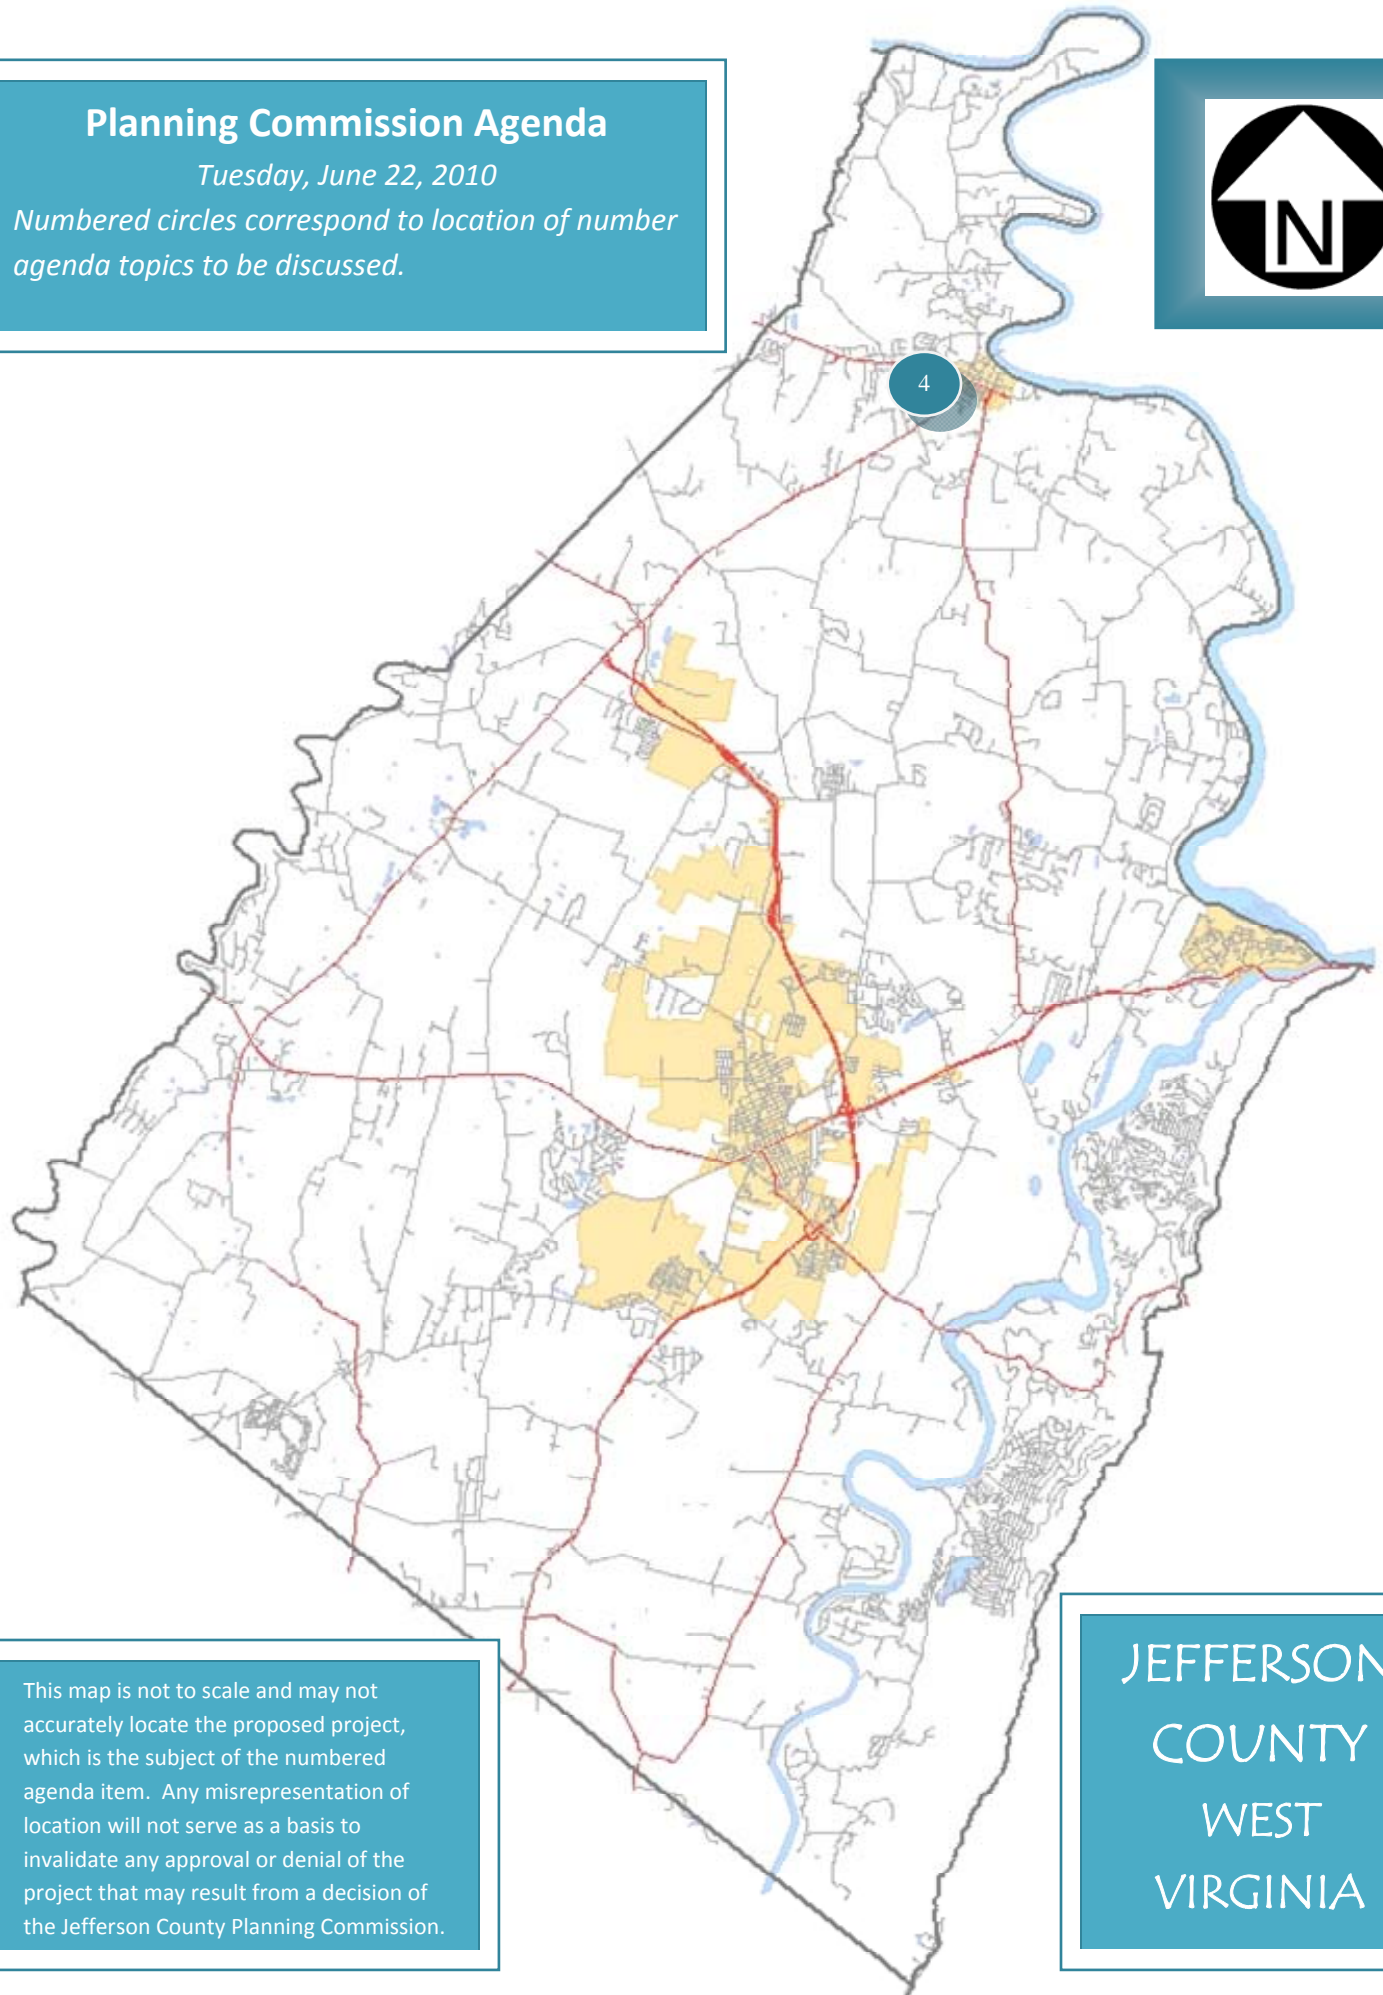 Planning Commission Agenda
Tuesday, June 22, 2010
Numbered circles correspond to location of number
agenda topics to be discussed.
N
4
This map is not to scale and may not
accurately locate the proposed project,
which is the subject of the numbered
agenda item. Any misrepresentation of
location will not serve as a basis to
invalidate any approval or denial of the
project that may result from a decision of
the Jefferson County Planning Commission.
JEFFERSON
COUNTY
WEST
VIRGINIA